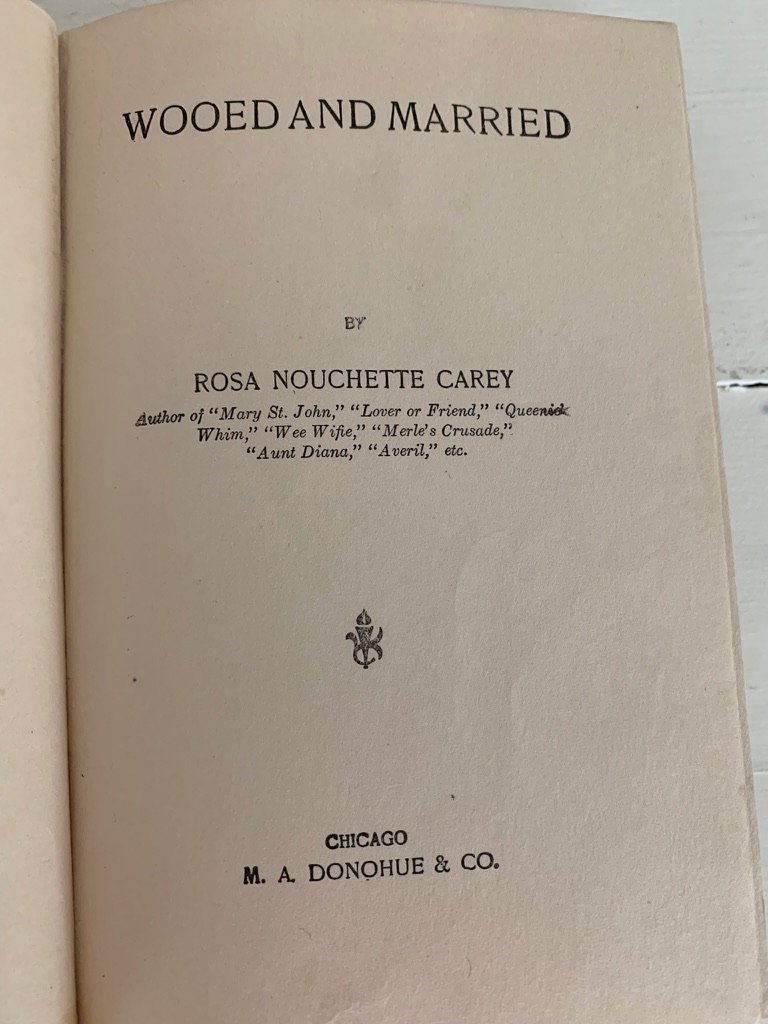 WOOED AND MARRIED
BY
ROSA NOUCHETTE CAREY
Author of “Mary St. John,” “Lover or Friend,” “Queenie's
Whim,” “Wee Wifie,” “Merle's Crusade,”
“Aunt Diana,” “Averil,” etc.
CHICAGO
M. A. DONOHUE & CO.